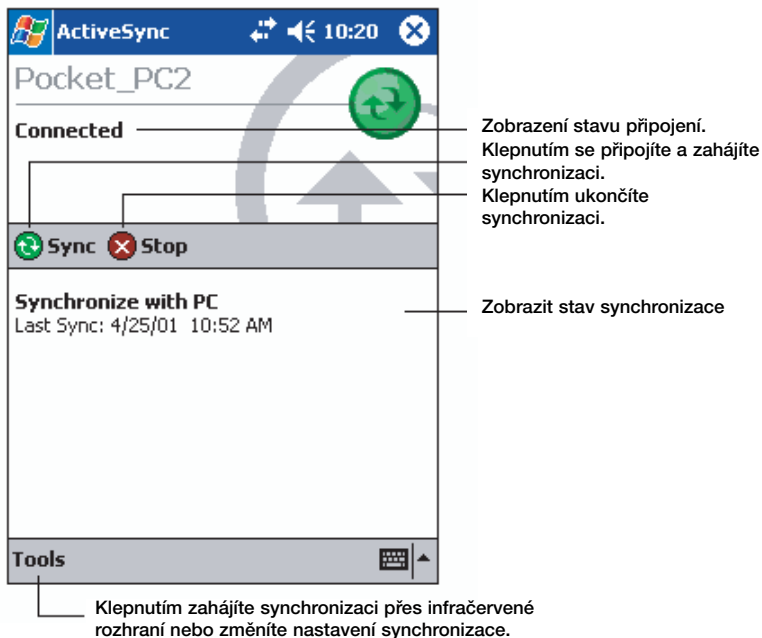 ActiveSync 10:20
Pocket_PC2
Connected
Zobrazení stavu připojení.
Klepnutím se připojíte a zahájíte
synchronizaci.
Klepnutím ukončíte
synchronizaci.
Sync Stop
Synchronize with PC
Last Sync: 4/25/01 10:52 AM
Zobrazit stav synchronizace
Tools
Klepnutím zahájíte synchronizaci přes infračervené
rozhraní nebo změníte nastavení synchronizace.